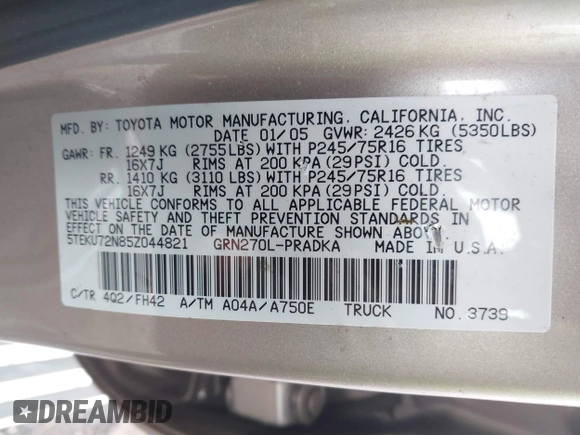 MFD. BY: TOYOTA MOTOR MANUFACTURING, CALIFORNIA, INC.
DATE 01/05 GVWR: 2426 KG (5350LBS)
GAWR: FR. 1249 KG (2755LBS) WITH P245/75R16 TIRES
16X7J RIMS AT 200 KPA (29PSI) COLD.
RR. 1410 KG (3110 LBS) WITH P245/75R16 TIRES
16X7J RIMS AT 200 KPA (29PSI) COLD.
THIS VEHICLE CONFORMS TO ALL APPLICABLE FEDERAL MOTOR
VEHICLE SAFETY AND THEFT PREVENTION STANDARDS IN
EFFECT ON THE DATE OF MANUFACTURE SHOWN ABOVE.
5TEKU72N85Z044821 GRN270L-PRADKA MADE IN U.S.A.
C/TR 4Q2/FH42 A/TM A04A/A750E TRUCK NO. 3739
DREAMBID